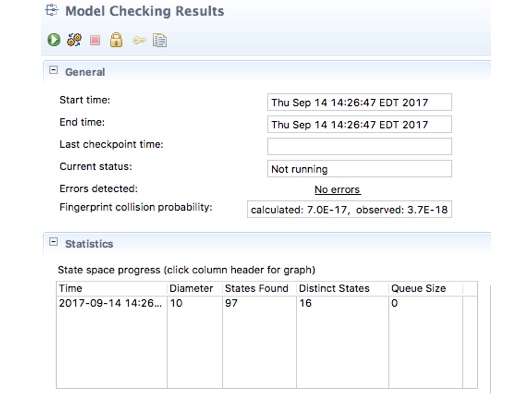 Model Checking Results
General
Start time: Thu Sep 14 14:26:47 EDT 2017
End time: Thu Sep 14 14:26:47 EDT 2017
Last checkpoint time:
Current status: Not running
Errors detected: No errors
Fingerprint collision probability: calculated: 7.0E-17, observed: 3.7E-18
Statistics
State space progress (click column header for graph)
Time Diameter States Found Distinct States Queue Size
2017-09-14 14:26... 10 97 16 0